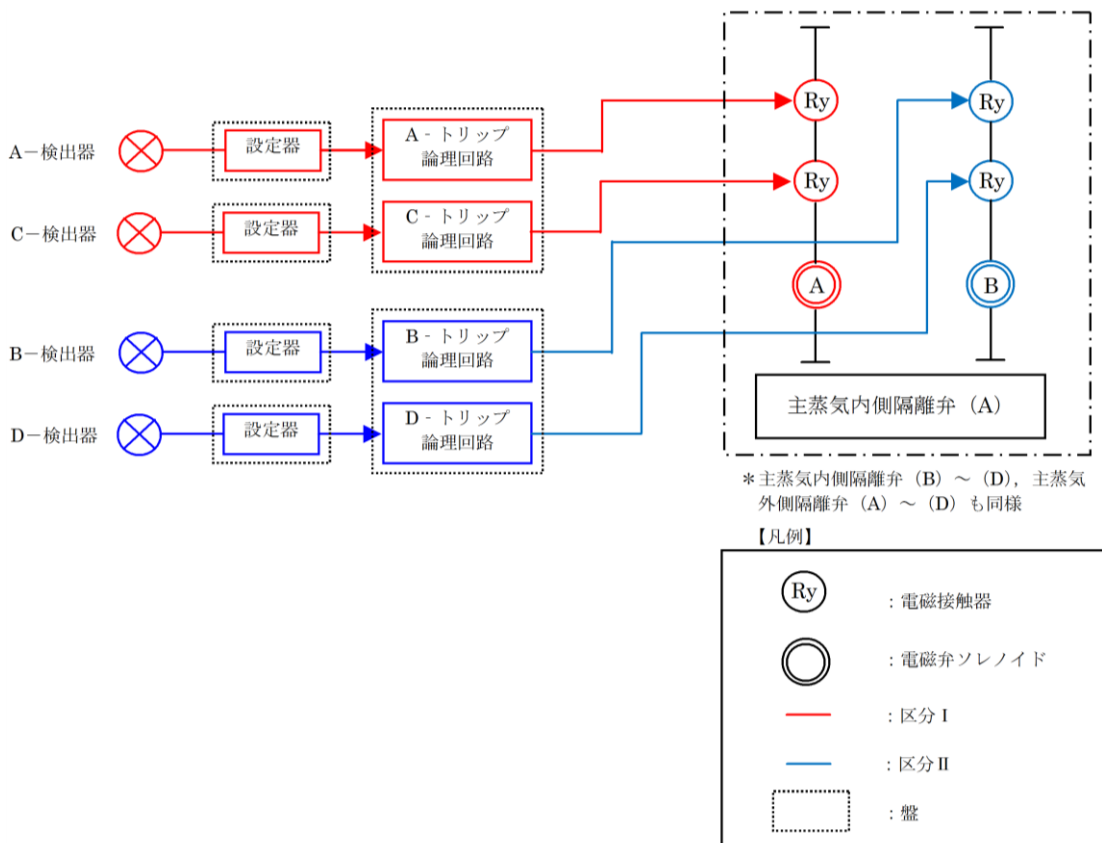 A－検出器
設定器
A‐トリップ
論理回路
C－検出器
設定器
C‐トリップ
論理回路
B－検出器
設定器
B‐トリップ
論理回路
D－検出器
設定器
D‐トリップ
論理回路
Ry
Ry
Ry
Ry
A
B
主蒸気内側隔離弁（A）
＊主蒸気内側隔離弁（B）～（D），主蒸気
外側隔離弁（A）～（D）も同様
【凡例】
Ry
：電磁接触器
：電磁弁ソレノイド
：区分Ⅰ
：区分Ⅱ
：盤